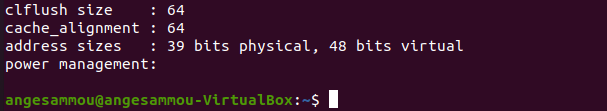 clflush size    : 64
cache_alignment : 64
address sizes   : 39 bits physical, 48 bits virtual
power management:
angesammou@angesammou-VirtualBox:~$